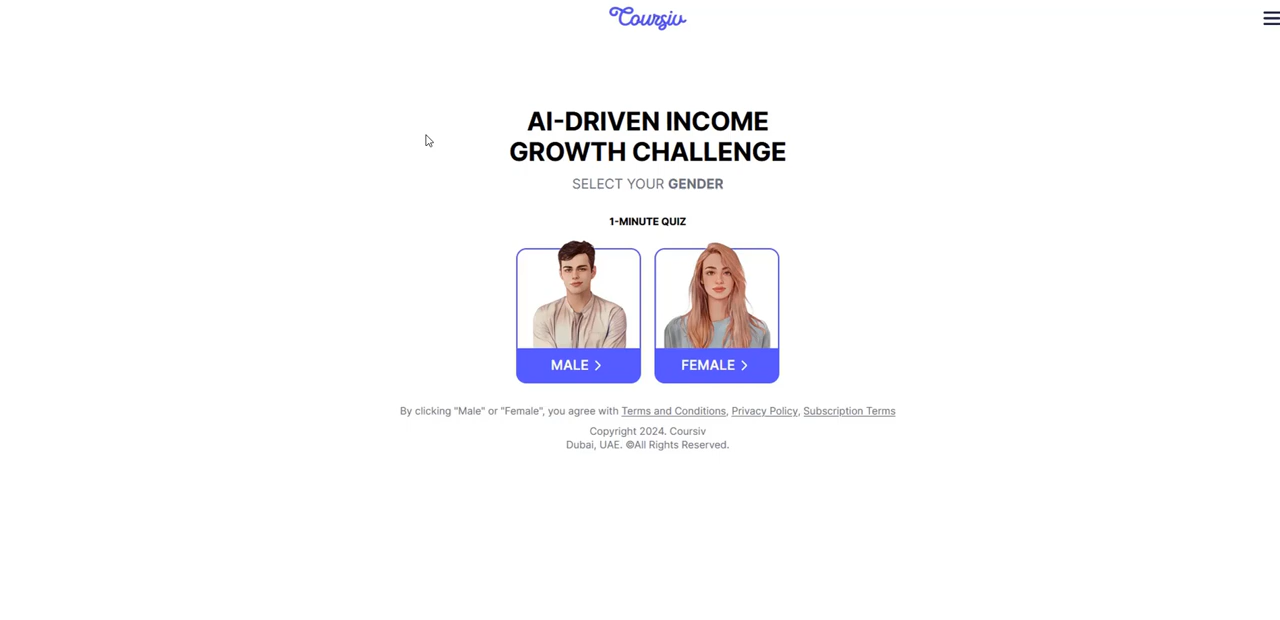 Coursiv
AI-DRIVEN INCOME
GROWTH CHALLENGE
SELECT YOUR GENDER
1-MINUTE QUIZ
MALE >
FEMALE >
By clicking "Male" or "Female", you agree with Terms and Conditions, Privacy Policy, Subscription Terms
Copyright 2024. Coursiv
Dubai, UAE. ©All Rights Reserved.